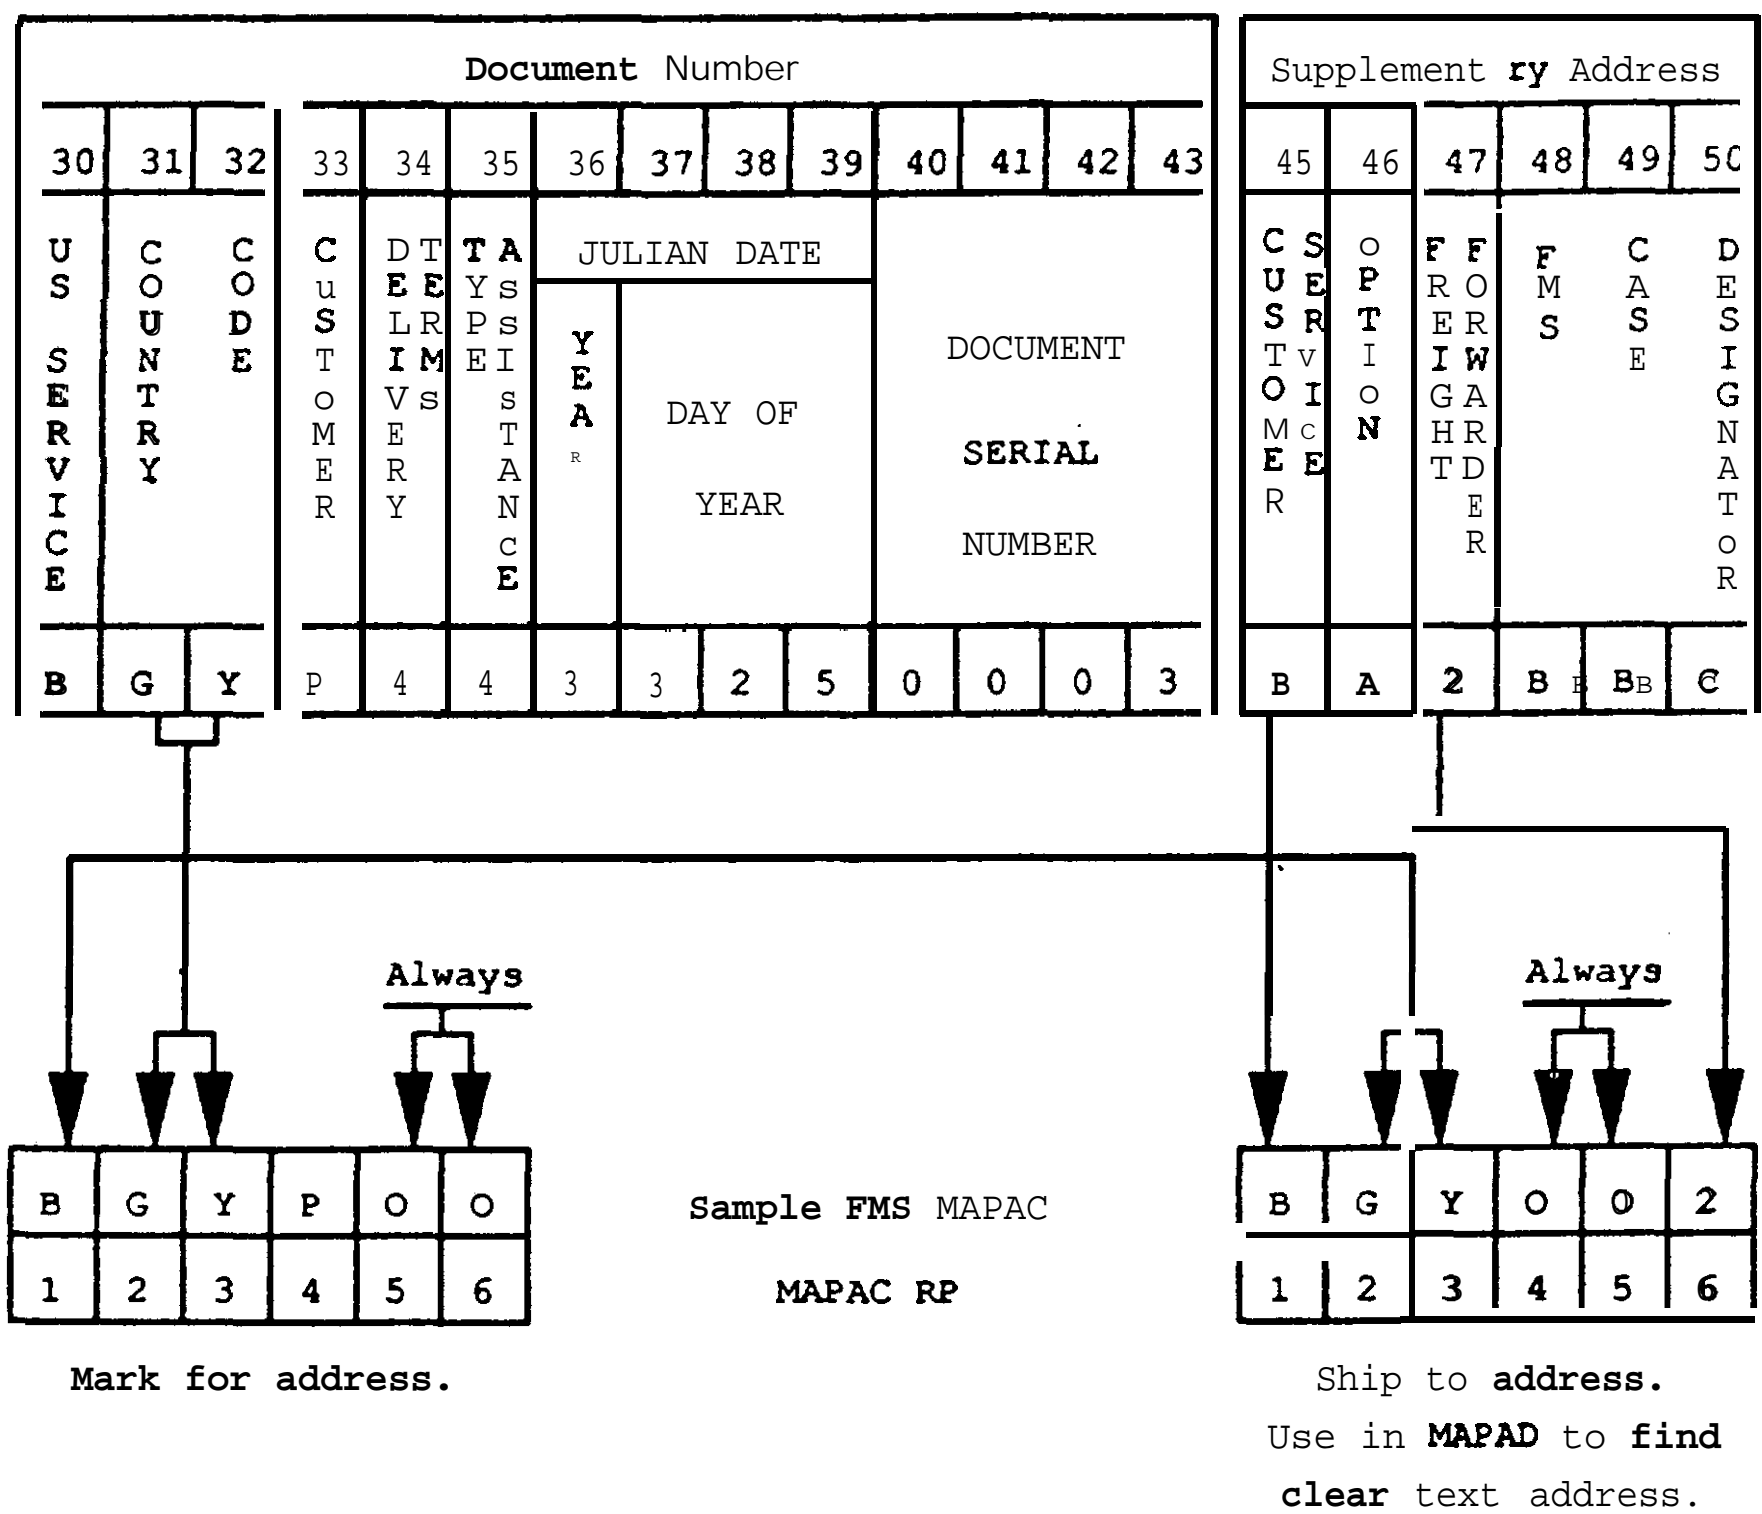 Document Number
Supplement ry Address
30 31 32 33 34 35 36 37 38 39 40 41 42 43 45 46 47 48 49 50
US SERVICE
COUNTRY
CODE
CuSToMER
DELIVERY
TERMs
TYPE
AssIsTANcE
JULIAN DATE
YEAR
DAY OF
YEAR
DOCUMENT
SERIAL
NUMBER
CUSTOMER
SERvIcE
oPTIoN
FREIGHT
FORWARDER
FMS
CASE
DESIGNAToR
B G Y P 4 4 3 3 2 5 0 0 0 3 B A 2 B B B C
Always
Always
B G Y P O O
1 2 3 4 5 6
Sample FMS MAPAC
MAPAC RP
B G Y O O 2
1 2 3 4 5 6
Mark for address.
Ship to address.
Use in MAPAD to find
clear text address.